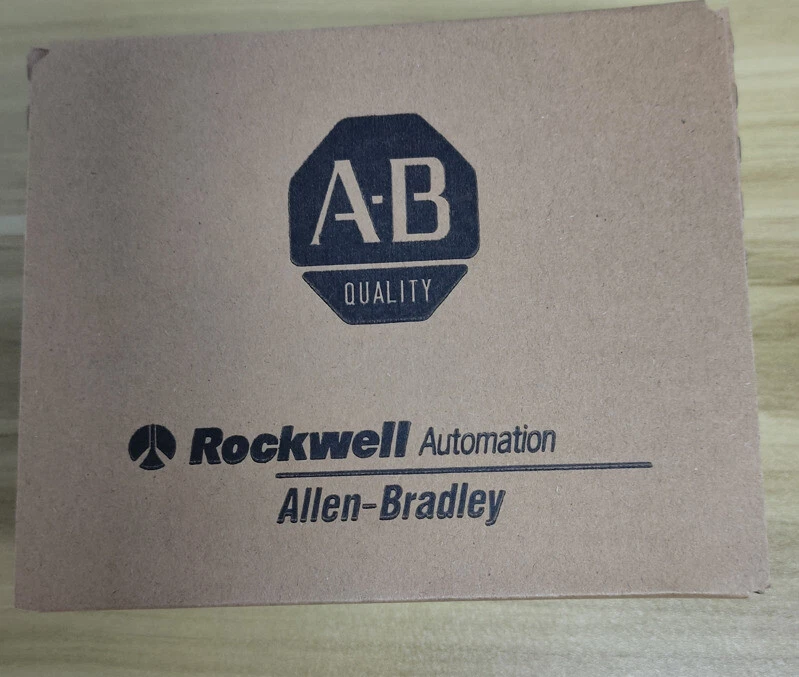 A-B
QUALITY
Rockwell Automation
Allen-Bradley